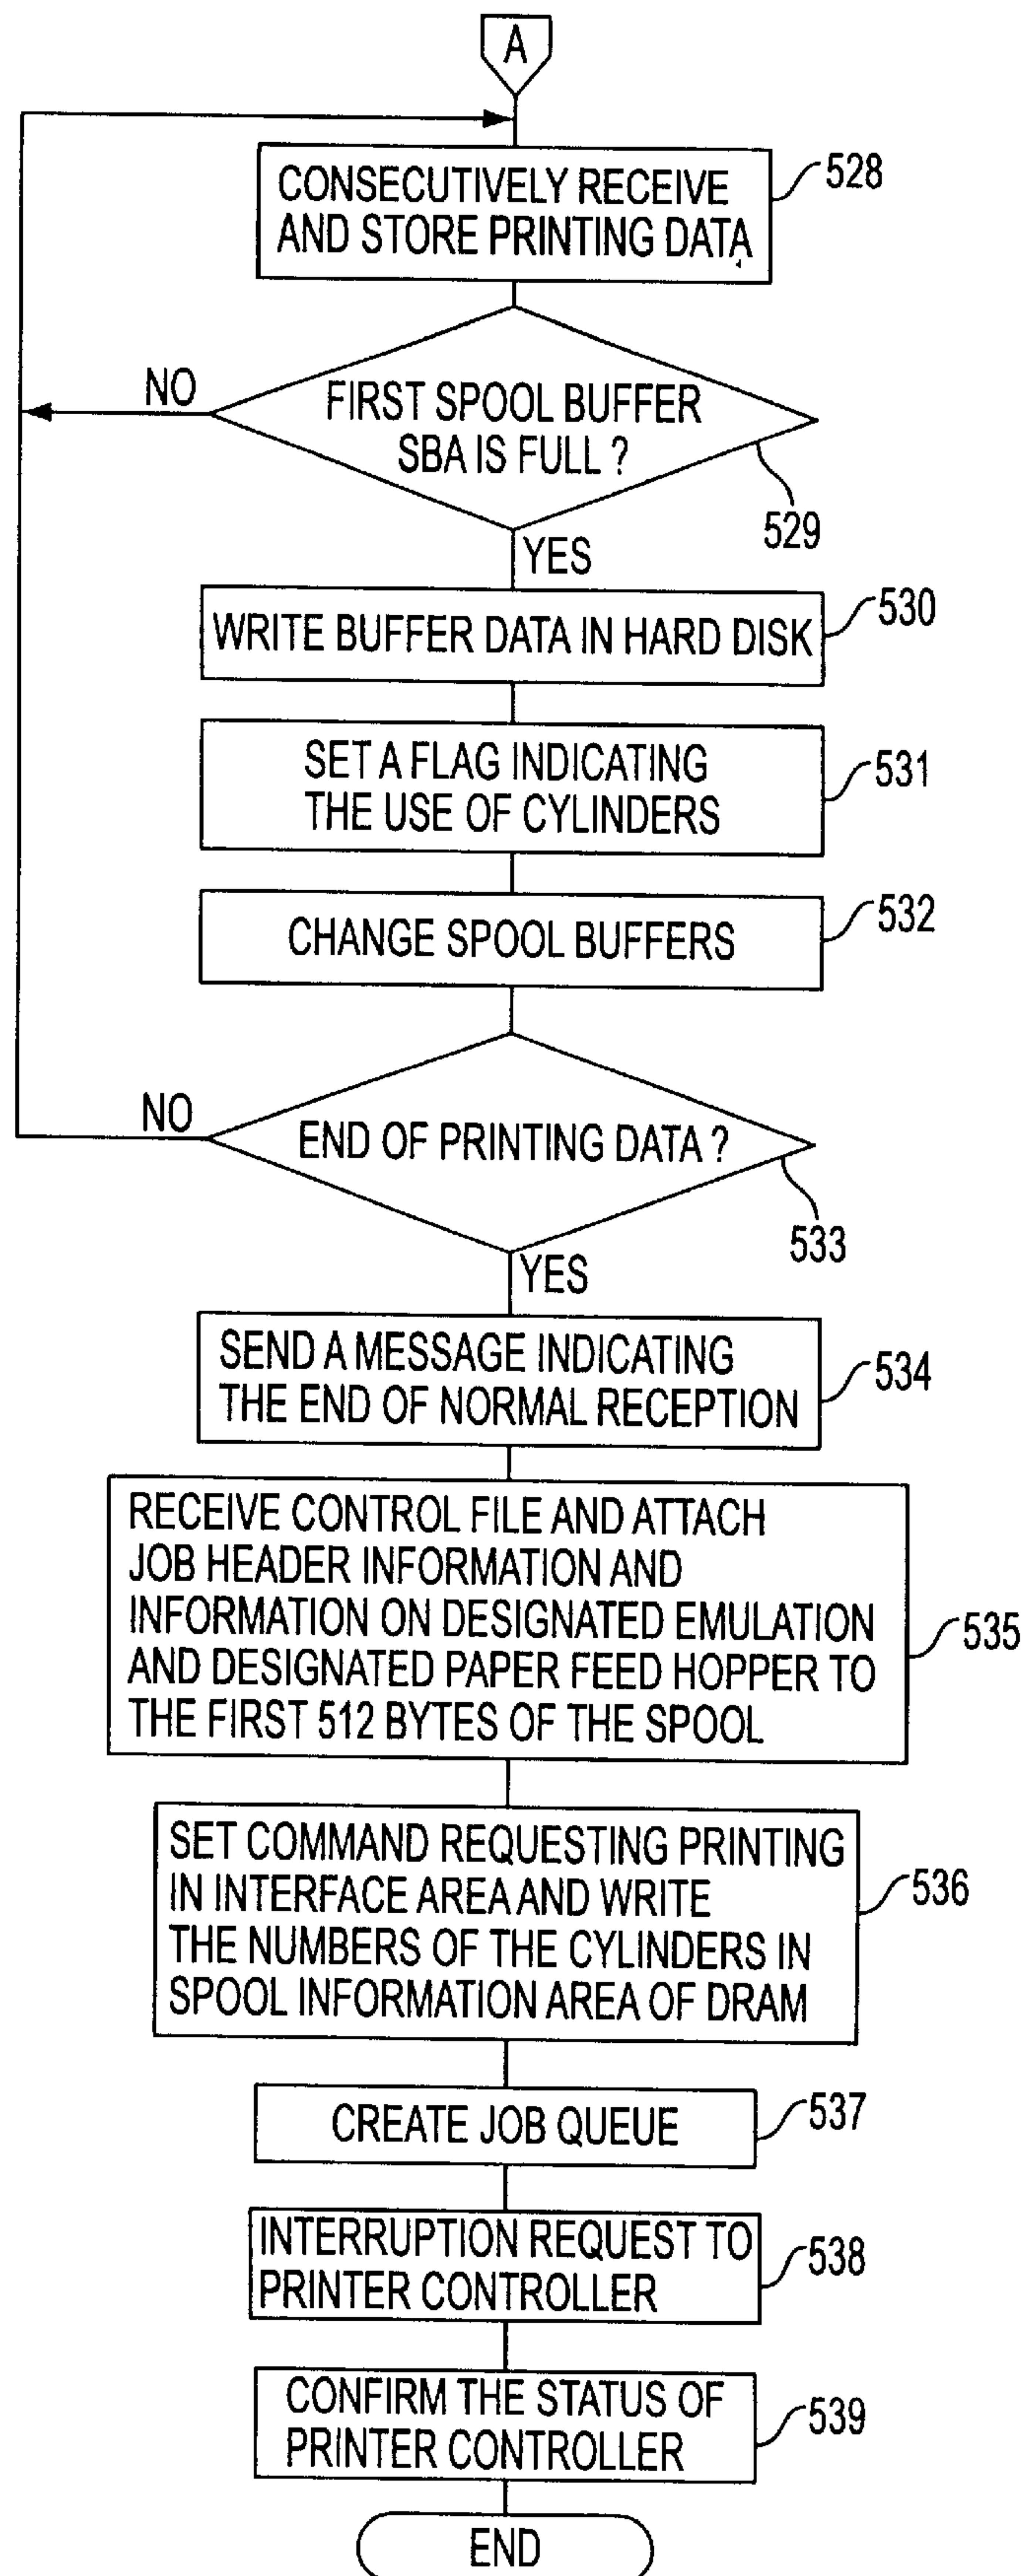 A
CONSECUTIVELY RECEIVE
AND STORE PRINTING DATA
528
NO
FIRST SPOOL BUFFER
SBA IS FULL ?
529
YES
WRITE BUFFER DATA IN HARD DISK
530
SET A FLAG INDICATING
THE USE OF CYLINDERS
531
CHANGE SPOOL BUFFERS
532
NO
END OF PRINTING DATA ?
533
YES
SEND A MESSAGE INDICATING
THE END OF NORMAL RECEPTION
534
RECEIVE CONTROL FILE AND ATTACH
JOB HEADER INFORMATION AND
INFORMATION ON DESIGNATED EMULATION
AND DESIGNATED PAPER FEED HOPPER TO
THE FIRST 512 BYTES OF THE SPOOL
535
SET COMMAND REQUESTING PRINTING
IN INTERFACE AREA AND WRITE
THE NUMBERS OF THE CYLINDERS IN
SPOOL INFORMATION AREA OF DRAM
536
CREATE JOB QUEUE
537
INTERRUPTION REQUEST TO
PRINTER CONTROLLER
538
CONFIRM THE STATUS OF
PRINTER CONTROLLER
539
END